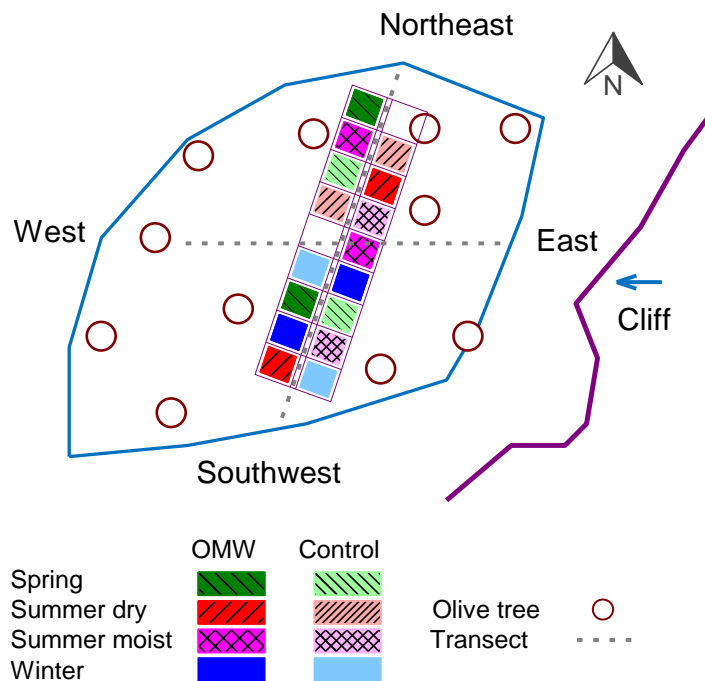 Northeast
N
West
East
Cliff
Southwest
OMW Control
Spring
Summer dry Olive tree
Summer moist Transect
Winter